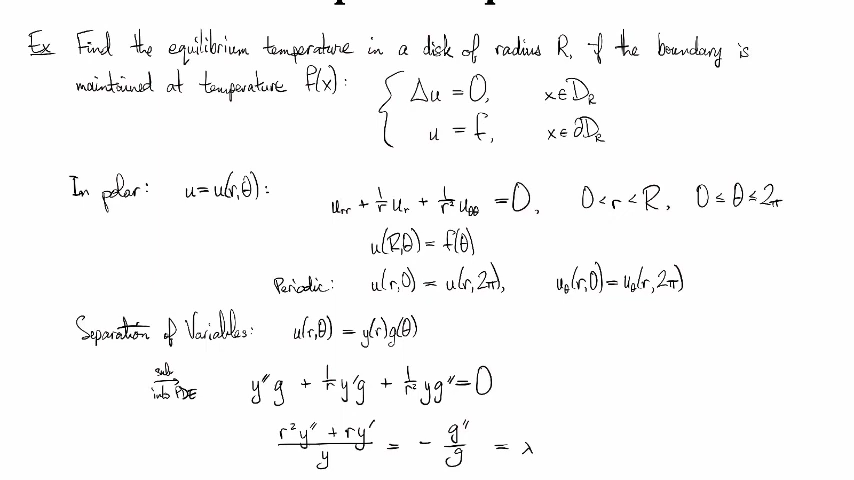 Ex Find the equilibrium temperature in a disk of radius R, if the boundary is
maintained at temperature f(x): { Δu = 0, x ∈ D_R
u = f, x ∈ ∂D_R
In polar: u = u(r,θ): u_rr + 1/r u_r + 1/r² u_θθ = 0, 0 < r < R, 0 ≤ θ ≤ 2π
u(R,θ) = f(θ)
Periodic: u(r,0) = u(r,2π), u_θ(r,0) = u_θ(r,2π)
Separation of Variables: u(r,θ) = y(r)g(θ)
sub into PDE → y''g + 1/r y'g + 1/r² yg'' = 0
(r²y'' + ry')/y = - g''/g = λ